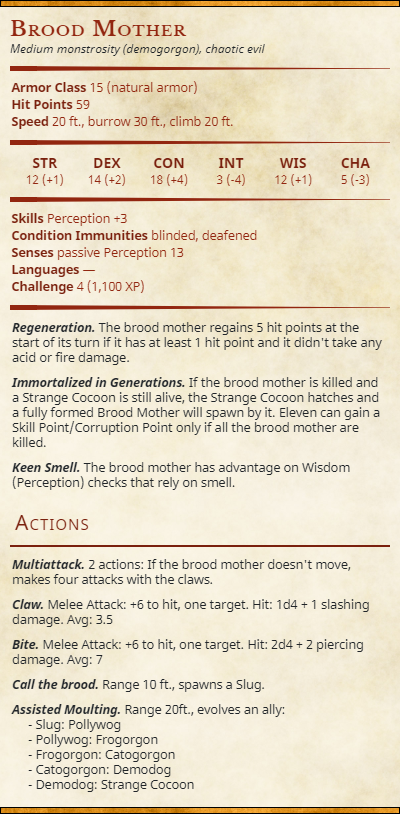 Brood Mother
Medium monstrosity (demogorgon), chaotic evil
Armor Class 15 (natural armor)
Hit Points 59
Speed 20 ft., burrow 30 ft., climb 20 ft.
STR DEX CON INT WIS CHA
12 (+1) 14 (+2) 18 (+4) 3 (-4) 12 (+1) 5 (-3)
Skills Perception +3
Condition Immunities blinded, deafened
Senses passive Perception 13
Languages —
Challenge 4 (1,100 XP)
Regeneration. The brood mother regains 5 hit points at the
start of its turn if it has at least 1 hit point and it didn't take any
acid or fire damage.
Immortalized in Generations. If the brood mother is killed and
a Strange Cocoon is still alive, the Strange Cocoon hatches and
a fully formed Brood Mother will spawn by it. Eleven can gain a
Skill Point/Corruption Point only if all the brood mother are
killed.
Keen Smell. The brood mother has advantage on Wisdom
(Perception) checks that rely on smell.
Actions
Multiattack. 2 actions: If the brood mother doesn't move,
makes four attacks with the claws.
Claw. Melee Attack: +6 to hit, one target. Hit: 1d4 + 1 slashing
damage. Avg: 3.5
Bite. Melee Attack: +6 to hit, one target. Hit: 2d4 + 2 piercing
damage. Avg: 7
Call the brood. Range 10 ft., spawns a Slug.
Assisted Moulting. Range 20ft., evolves an ally:
- Slug: Pollywog
- Pollywog: Frogorgon
- Frogorgon: Catogorgon
- Catogorgon: Demodog
- Demodog: Strange Cocoon